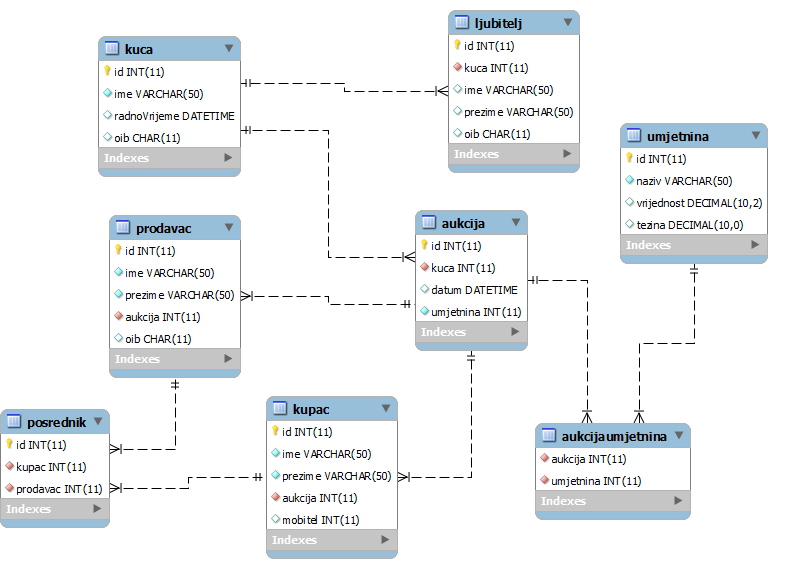 kuca
id INT(11)
ime VARCHAR(50)
radnoVrijeme DATETIME
oib CHAR(11)
Indexes
ljubitelj
id INT(11)
kuca INT(11)
ime VARCHAR(50)
prezime VARCHAR(50)
oib CHAR(11)
Indexes
umjetnina
id INT(11)
naziv VARCHAR(50)
vrijednost DECIMAL(10,2)
tezina DECIMAL(10,0)
Indexes
prodavac
id INT(11)
ime VARCHAR(50)
prezime VARCHAR(50)
aukcija INT(11)
oib CHAR(11)
Indexes
aukcija
id INT(11)
kuca INT(11)
datum DATETIME
umjetnina INT(11)
Indexes
posrednik
id INT(11)
kupac INT(11)
prodavac INT(11)
Indexes
kupac
id INT(11)
ime VARCHAR(50)
prezime VARCHAR(50)
aukcija INT(11)
mobitel INT(11)
Indexes
aukcijaumjetnina
aukcija INT(11)
umjetnina INT(11)
Indexes